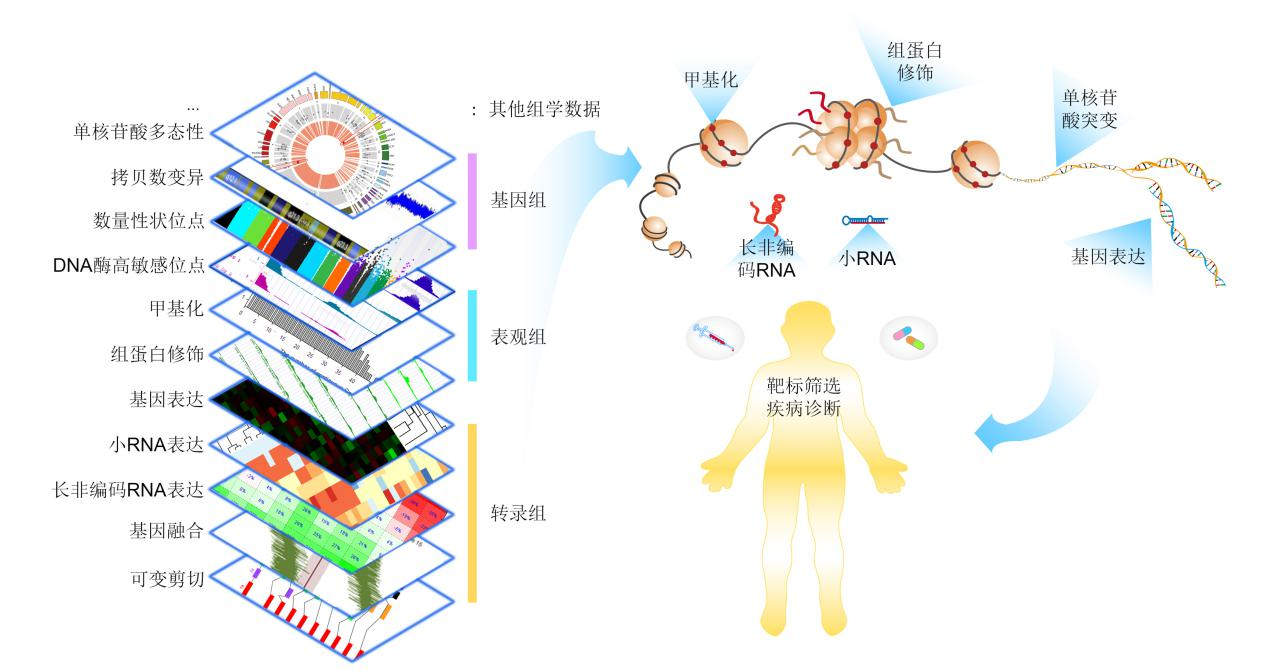 ...
单核苷酸多态性
拷贝数变异
数量性状位点
DNA酶高敏感位点
甲基化
组蛋白修饰
基因表达
小RNA表达
长非编码RNA表达
基因融合
可变剪切
: 其他组学数据
基因组
表观组
转录组
甲基化
组蛋白
修饰
单核苷
酸突变
长非编
码RNA
小RNA
基因表达
靶标筛选
疾病诊断